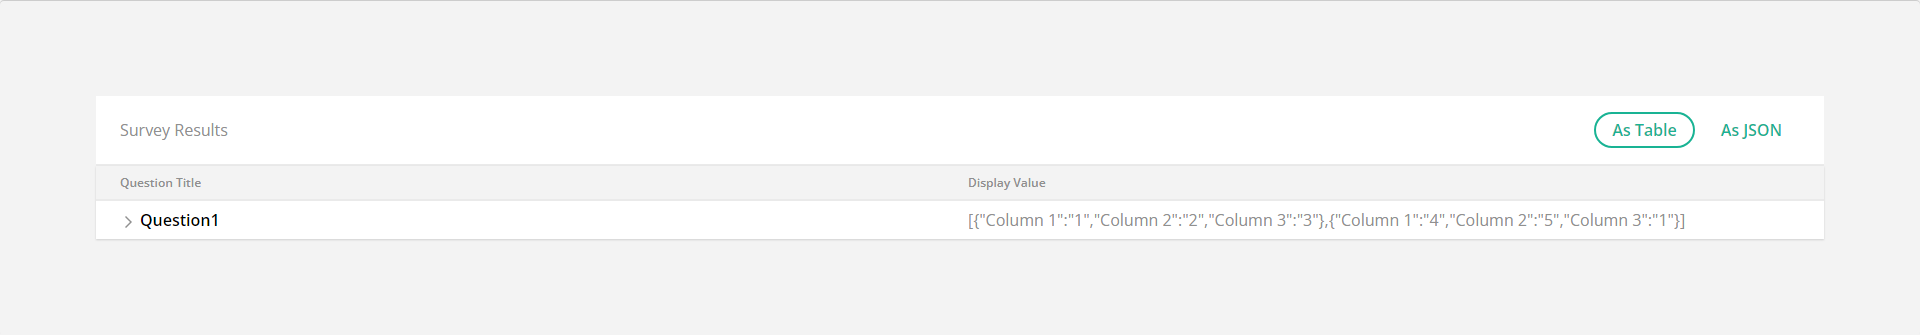 Survey Results As Table As JSON
Question Title Display Value
Question1 [{"Column 1":"1","Column 2":"2","Column 3":"3"},{"Column 1":"4","Column 2":"5","Column 3":"1"}]